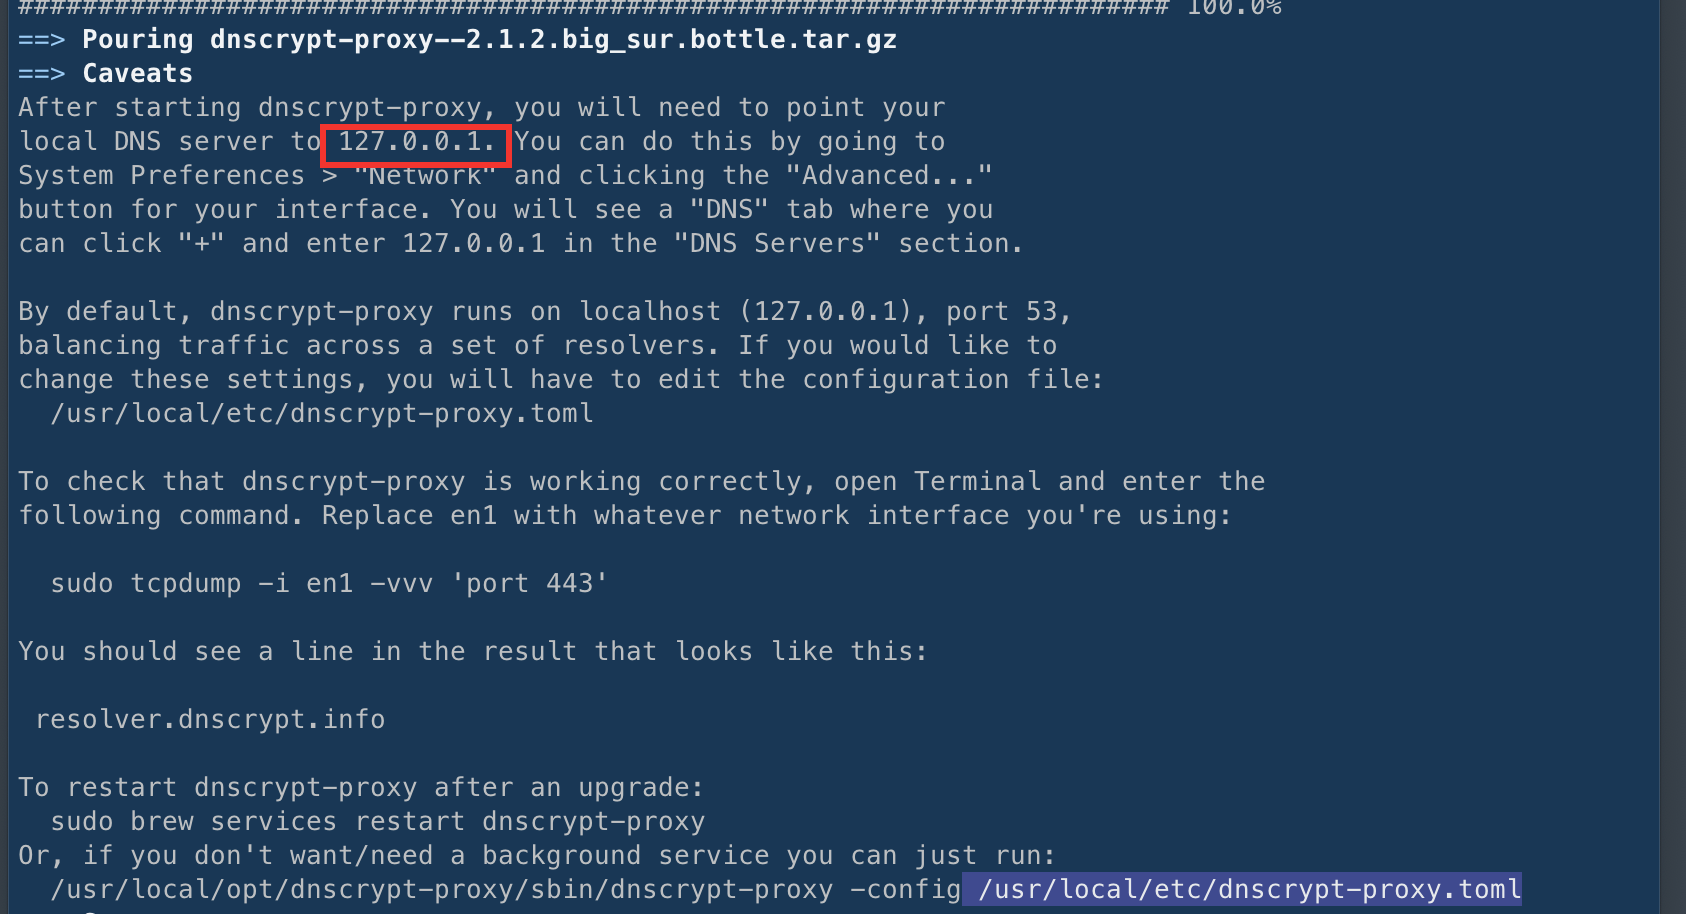 ######################################################################## 100.0%
==> Pouring dnscrypt-proxy--2.1.2.big_sur.bottle.tar.gz
==> Caveats
After starting dnscrypt-proxy, you will need to point your
local DNS server to 127.0.0.1. You can do this by going to
System Preferences > "Network" and clicking the "Advanced..."
button for your interface. You will see a "DNS" tab where you
can click "+" and enter 127.0.0.1 in the "DNS Servers" section.

By default, dnscrypt-proxy runs on localhost (127.0.0.1), port 53,
balancing traffic across a set of resolvers. If you would like to
change these settings, you will have to edit the configuration file:
  /usr/local/etc/dnscrypt-proxy.toml

To check that dnscrypt-proxy is working correctly, open Terminal and enter the
following command. Replace en1 with whatever network interface you're using:

  sudo tcpdump -i en1 -vvv 'port 443'

You should see a line in the result that looks like this:

 resolver.dnscrypt.info

To restart dnscrypt-proxy after an upgrade:
  sudo brew services restart dnscrypt-proxy
Or, if you don't want/need a background service you can just run:
  /usr/local/opt/dnscrypt-proxy/sbin/dnscrypt-proxy -config /usr/local/etc/dnscrypt-proxy.toml